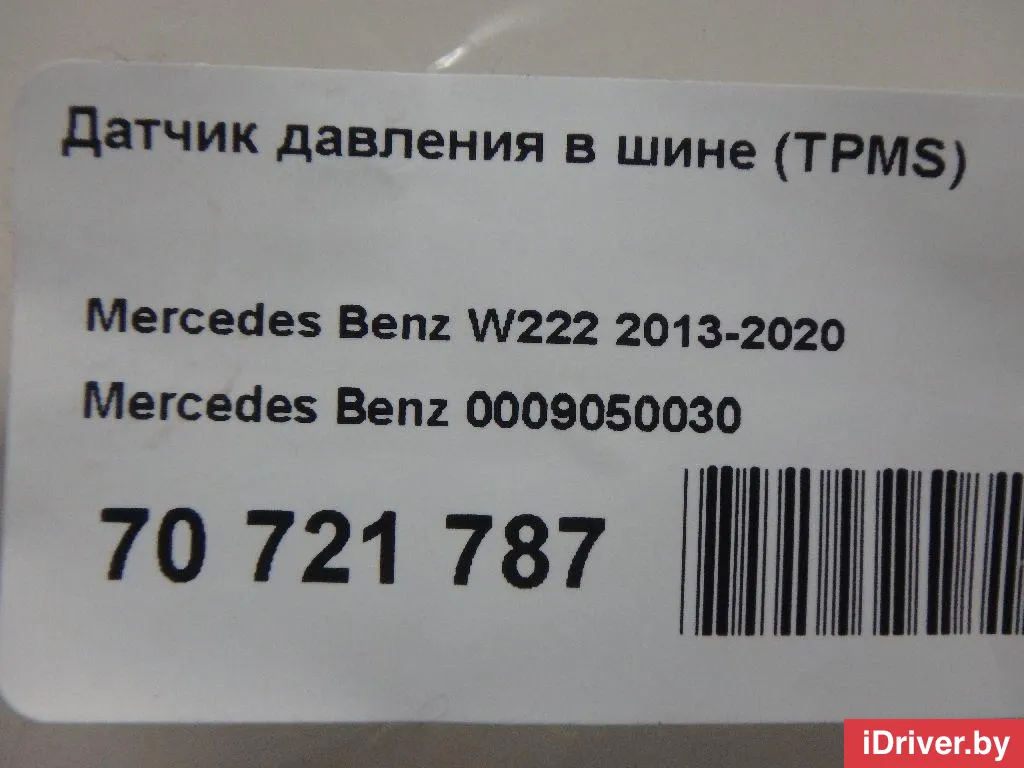 Датчик давления в шине (TPMS)
Mercedes Benz W222 2013-2020
Mercedes Benz 0009050030
70 721 787
iDriver.by